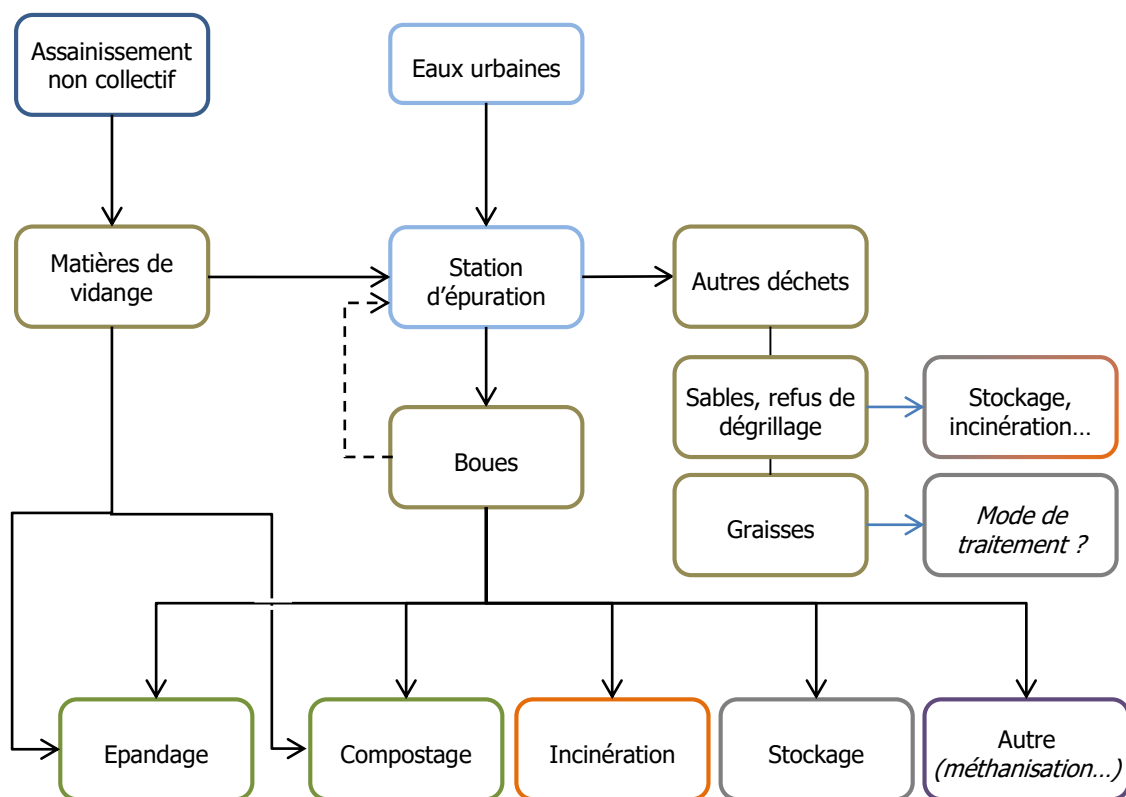 Assainissement
non collectif
Eaux urbaines
Matières de
vidange
Station
d'épuration
Autres déchets
Sables, refus de
dégrillage
Stockage,
incinération…
Boues
Graisses
Mode de
traitement ?
Epandage
Compostage
Incinération
Stockage
Autre
(méthanisation…)